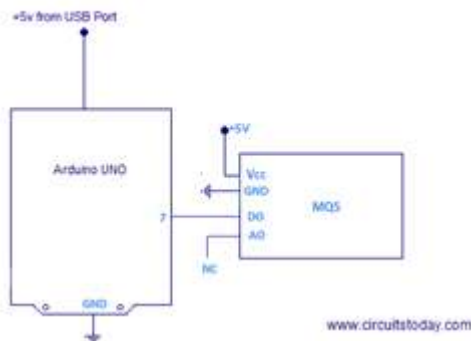 +5v from USB Port
+5V
Arduino UNO
Vcc
GND
MQ5
7
DO
AO
NC
GND
www.circuitstoday.com